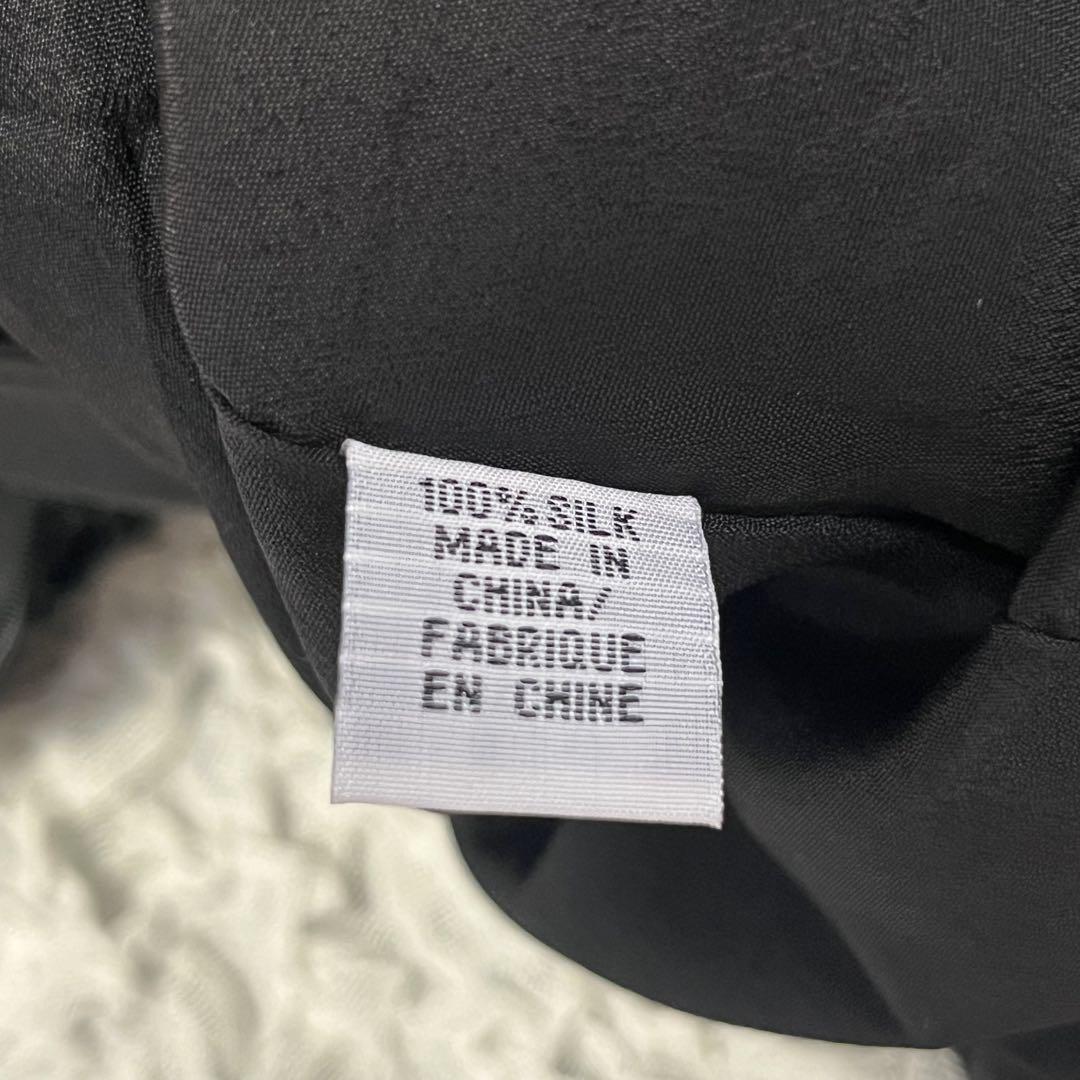 100% SILK
MADE IN
CHINA/
FABRIQUE
EN CHINE